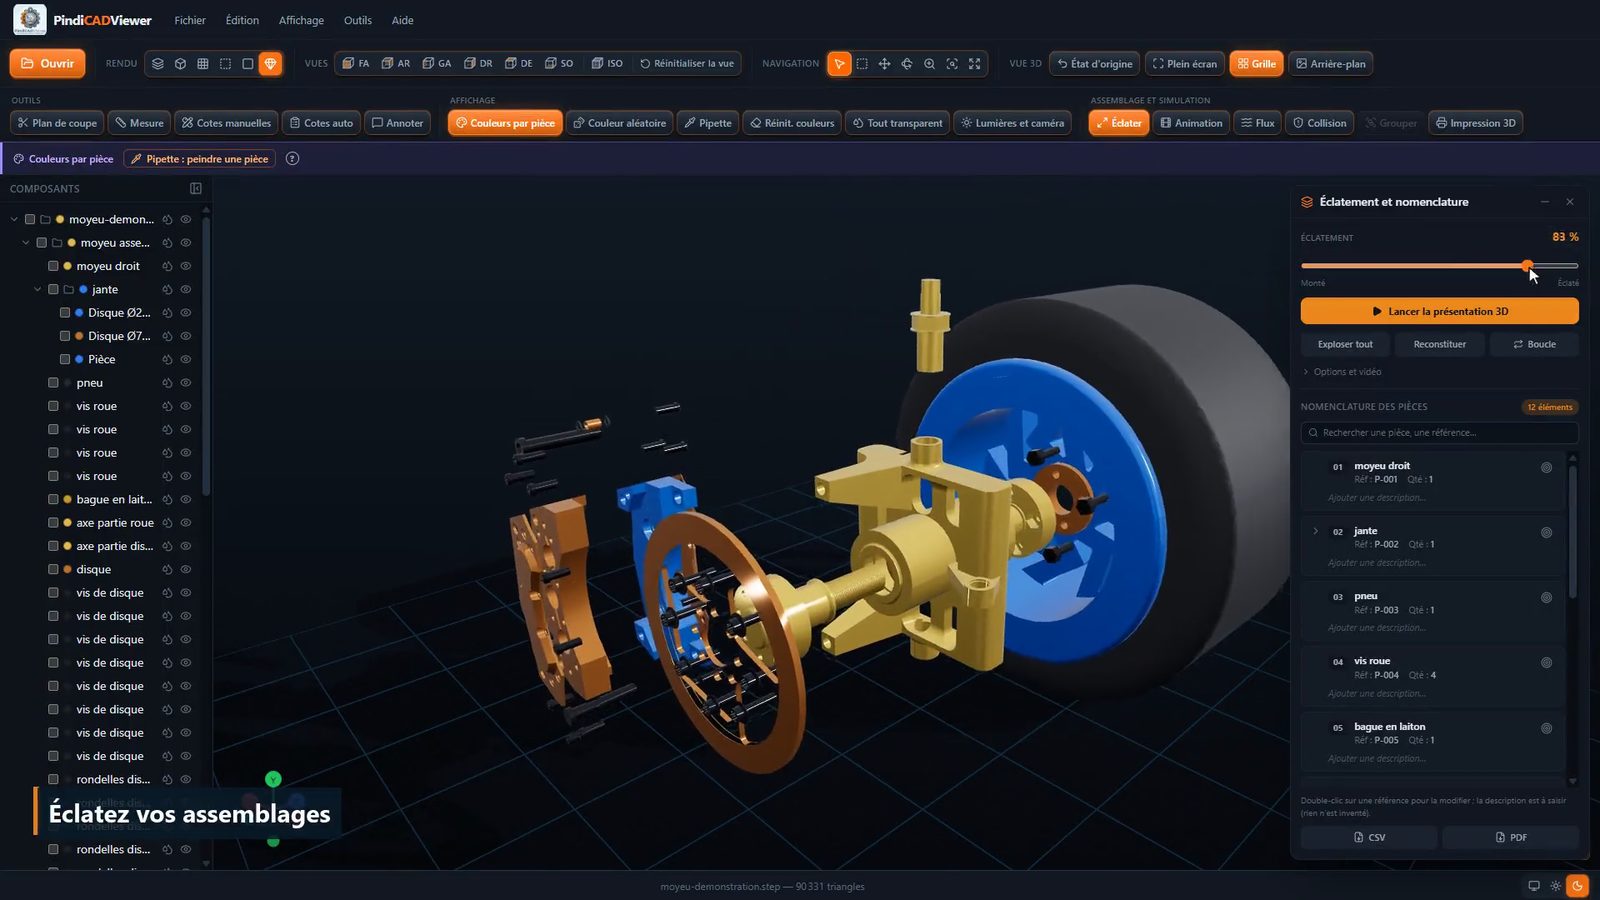 PindiCADViewer
Fichier Édition Affichage Outils Aide
Ouvrir
RENDU
VUES FA AR GA DR DE SO ISO Réinitialiser la vue
NAVIGATION
VUE 3D État d'origine Plein écran Grille Arrière-plan
OUTILS
Plan de coupe Mesure Cotes manuelles Cotes auto Annoter
AFFICHAGE
Couleurs par pièce Couleur aléatoire Pipette Réinit. couleurs Tout transparent Lumières et caméra
ASSEMBLAGE ET SIMULATION
Éclater Animation Flux Collision Grouper Impression 3D
Couleurs par pièce Pipette : peindre une pièce ?
COMPOSANTS
moyeu-demon...
moyeu asse...
moyeu droit
jante
Disque Ø2...
Disque Ø7...
Pièce
pneu
vis roue
vis roue
vis roue
vis roue
bague en lait...
axe partie roue
axe partie dis...
disque
vis de disque
vis de disque
vis de disque
vis de disque
vis de disque
vis de disque
vis de disque
vis de disque
rondelles dis...
rondelles dis...
Y
Éclatez vos assemblages
Éclatement et nomenclature
ÉCLATEMENT 83 %
Monté Éclaté
Lancer la présentation 3D
Exploser tout Reconstituer Boucle
Options et vidéo
NOMENCLATURE DES PIÈCES 12 éléments
Rechercher une pièce, une référence...
01 moyeu droit
Réf : P-001 Qté : 1
Ajouter une description...
02 jante
Réf : P-002 Qté : 1
Ajouter une description...
03 pneu
Réf : P-003 Qté : 1
Ajouter une description...
04 vis roue
Réf : P-004 Qté : 4
Ajouter une description...
05 bague en laiton
Réf : P-005 Qté : 1
Ajouter une description...
Double-clic sur une référence pour la modifier ; la description est à saisir
(rien n'est inventé).
CSV PDF
moyeu-demonstration.step — 90 331 triangles